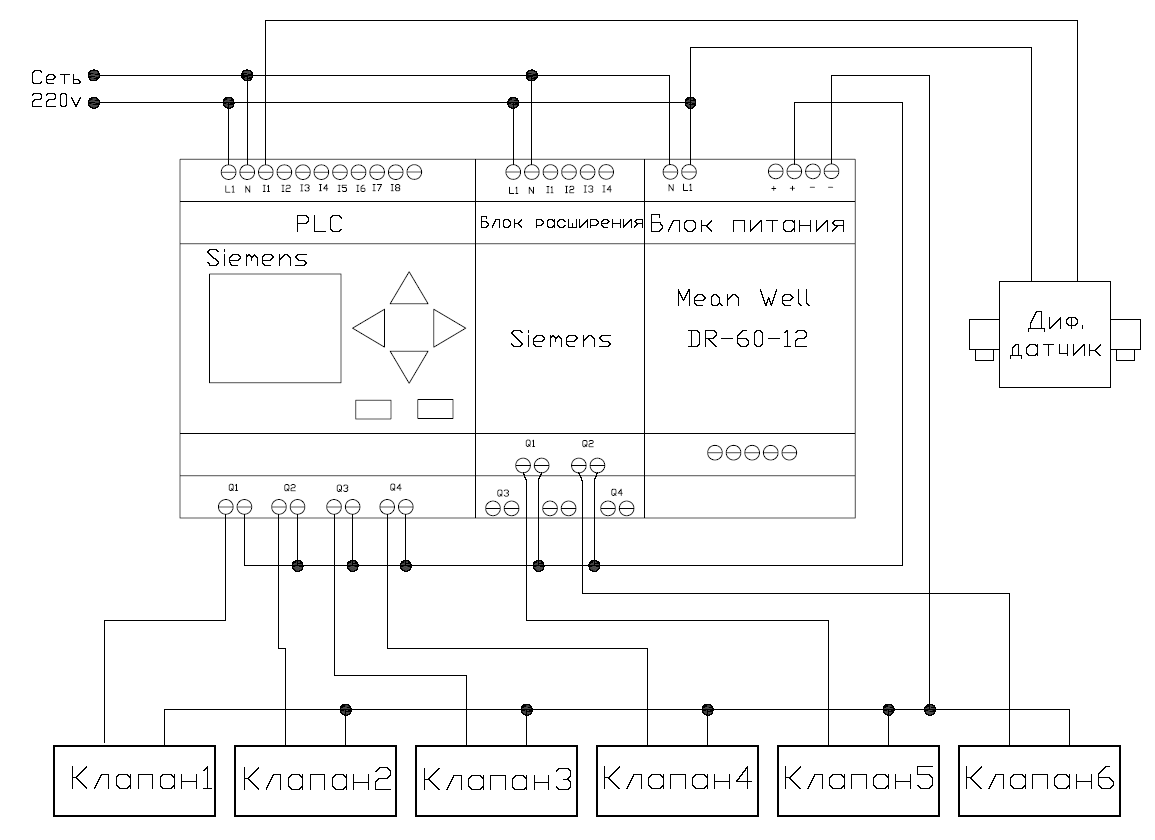 Сеть
220v
L1 N I1 I2 I3 I4 I5 I6 I7 I8
L1 N I1 I2 I3 I4
N L1
+ + - -
PLC
Блок расширения
Блок питания
Siemens
Siemens
Mean Well
DR-60-12
Диф.
датчик
Q1 Q2
Q1 Q2 Q3 Q4
Q3 Q4
Клапан1
Клапан2
Клапан3
Клапан4
Клапан5
Клапан6